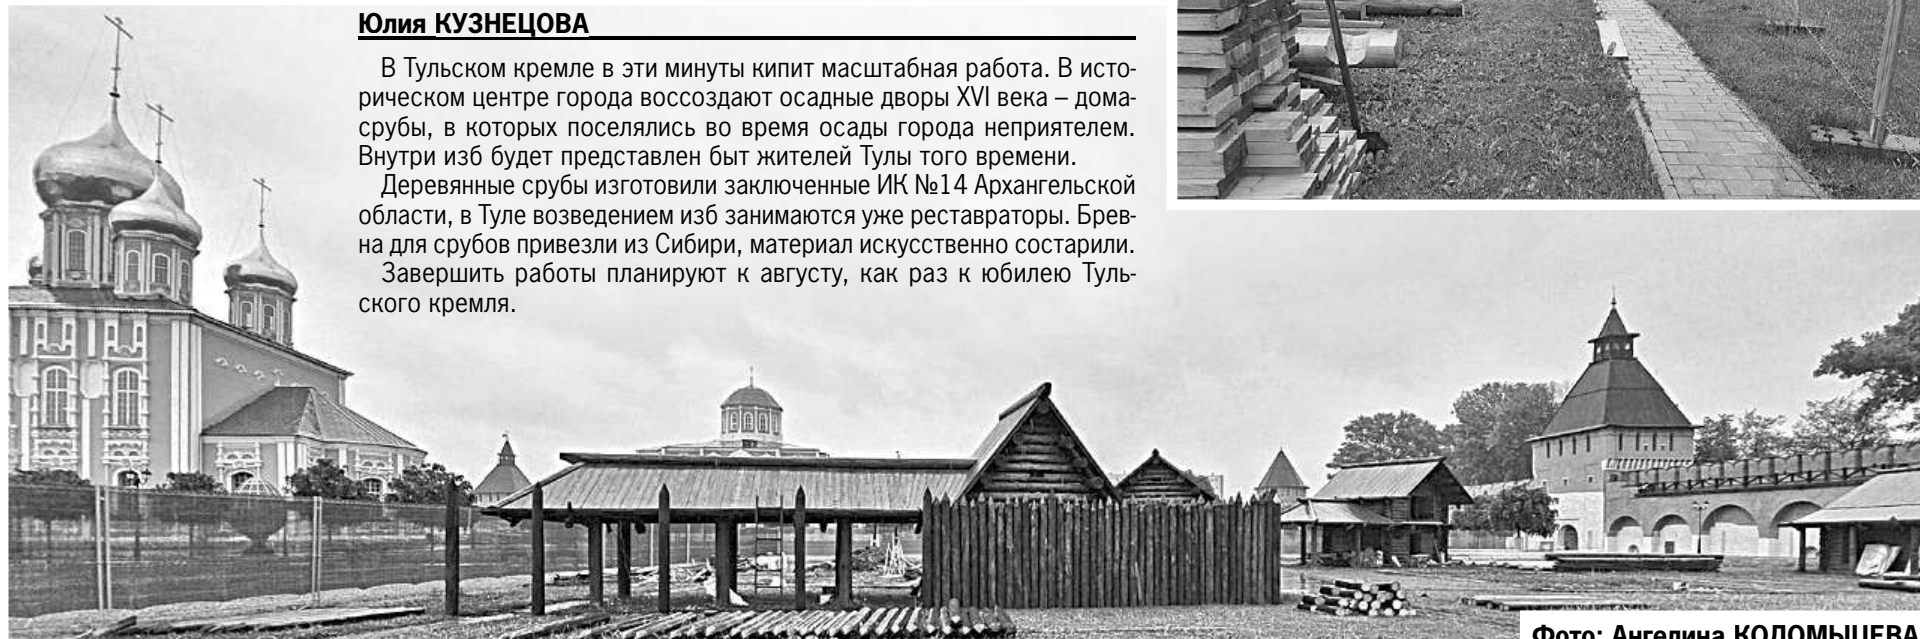 Юлия КУЗНЕЦОВА
В Тульском кремле в эти минуты кипит масштабная работа. В исто-
рическом центре города воссоздают осадные дворы XVI века – дома-
срубы, в которых поселялись во время осады города неприятелем.
Внутри изб будет представлен быт жителей Тулы того времени.
Деревянные срубы изготовили заключенные ИК №14 Архангельской
области, в Туле возведением изб занимаются уже реставраторы. Брев-
на для срубов привезли из Сибири, материал искусственно состарили.
Завершить работы планируют к августу, как раз к юбилею Туль-
ского кремля.
Фото: Ангелина КОЛОМЫЦЕВА